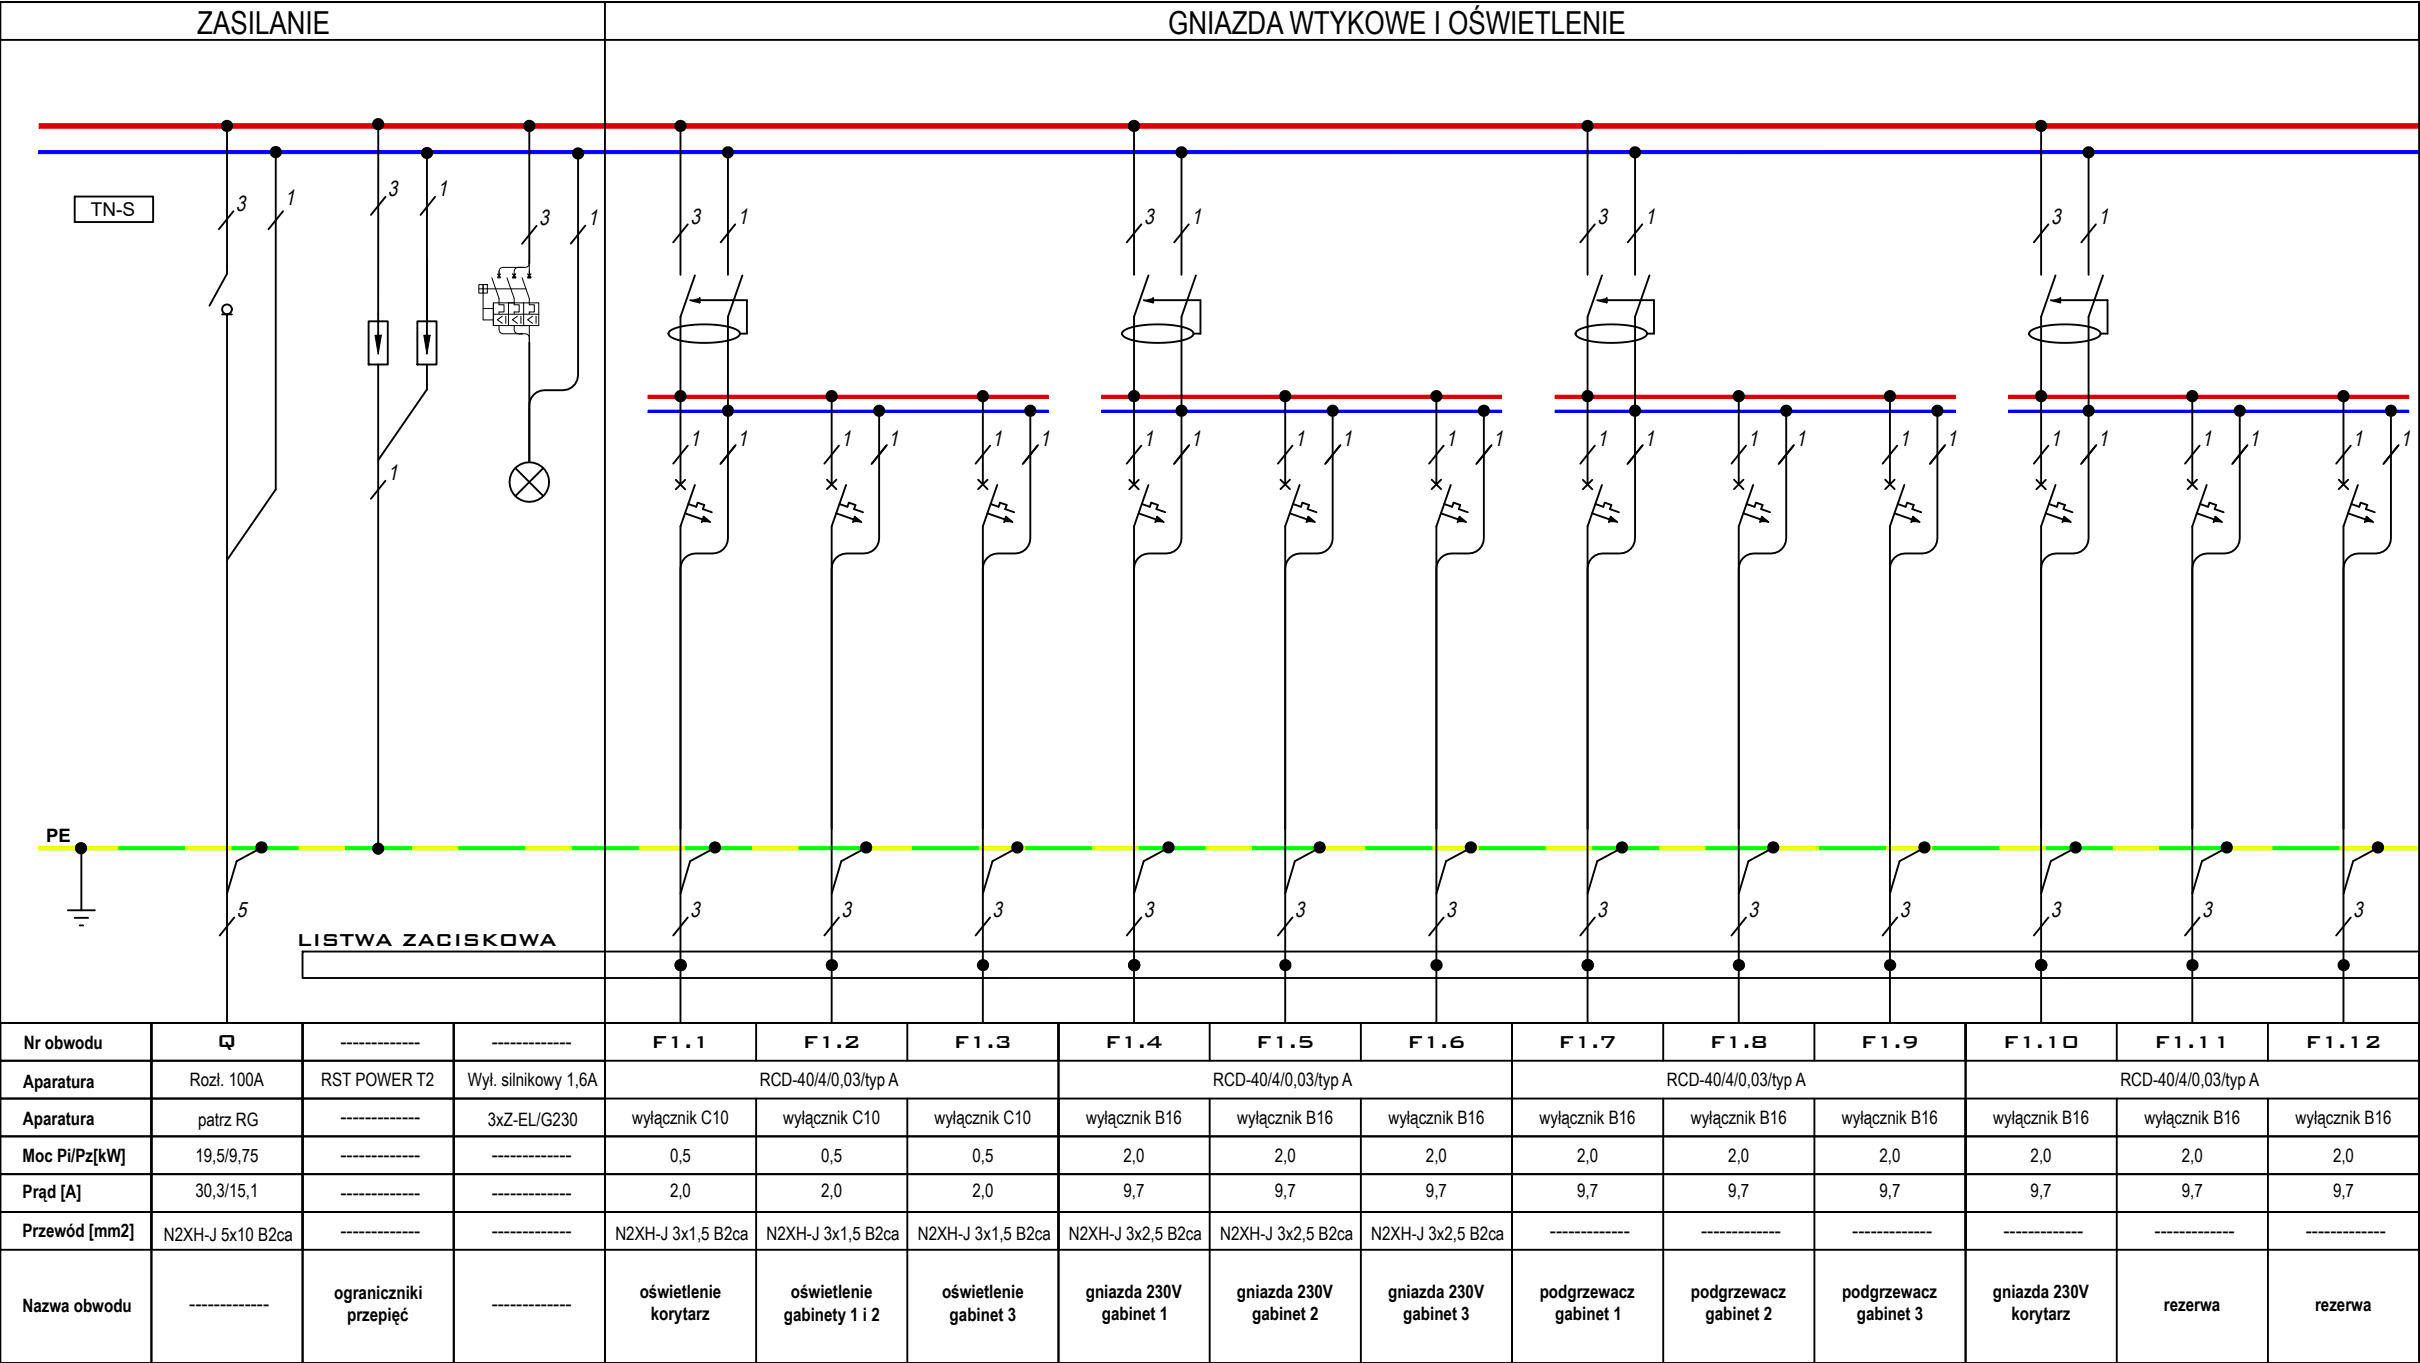 ZASILANIE
GNIAZDA WTYKOWE I OŚWIETLENIE
TN-S
3 1 3 1 3 1 3 1 3 1 3 1 3 1
1 1 1 1 1 1 1 1 1 1 1 1 1 1 1 1 1 1 1 1 1 1 1 1
1
PE
5 3 3 3 3 3 3 3 3 3 3 3 3
LISTWA ZACISKOWA
Nr obwodu Q ------------- ------------- F1.1 F1.2 F1.3 F1.4 F1.5 F1.6 F1.7 F1.8 F1.9 F1.10 F1.11 F1.12
Aparatura Rozł. 100A RST POWER T2 Wył. silnikowy 1,6A RCD-40/4/0,03/typ A RCD-40/4/0,03/typ A RCD-40/4/0,03/typ A RCD-40/4/0,03/typ A
Aparatura patrz RG ------------- 3xZ-EL/G230 wyłącznik C10 wyłącznik C10 wyłącznik C10 wyłącznik B16 wyłącznik B16 wyłącznik B16 wyłącznik B16 wyłącznik B16 wyłącznik B16 wyłącznik B16 wyłącznik B16 wyłącznik B16
Moc Pi/Pz[kW] 19,5/9,75 ------------- ------------- 0,5 0,5 0,5 2,0 2,0 2,0 2,0 2,0 2,0 2,0 2,0 2,0
Prąd [A] 30,3/15,1 ------------- ------------- 2,0 2,0 2,0 9,7 9,7 9,7 9,7 9,7 9,7 9,7 9,7 9,7
Przewód [mm2] N2XH-J 5x10 B2ca ------------- ------------- N2XH-J 3x1,5 B2ca N2XH-J 3x1,5 B2ca N2XH-J 3x1,5 B2ca N2XH-J 3x2,5 B2ca N2XH-J 3x2,5 B2ca N2XH-J 3x2,5 B2ca ------------- ------------- ------------- ------------- ------------- -------------
Nazwa obwodu -------------
ograniczniki
przepięć
-------------
oświetlenie
korytarz
oświetlenie
gabinety 1 i 2
oświetlenie
gabinet 3
gniazda 230V
gabinet 1
gniazda 230V
gabinet 2
gniazda 230V
gabinet 3
podgrzewacz
gabinet 1
podgrzewacz
gabinet 2
podgrzewacz
gabinet 3
gniazda 230V
korytarz
rezerwa
rezerwa